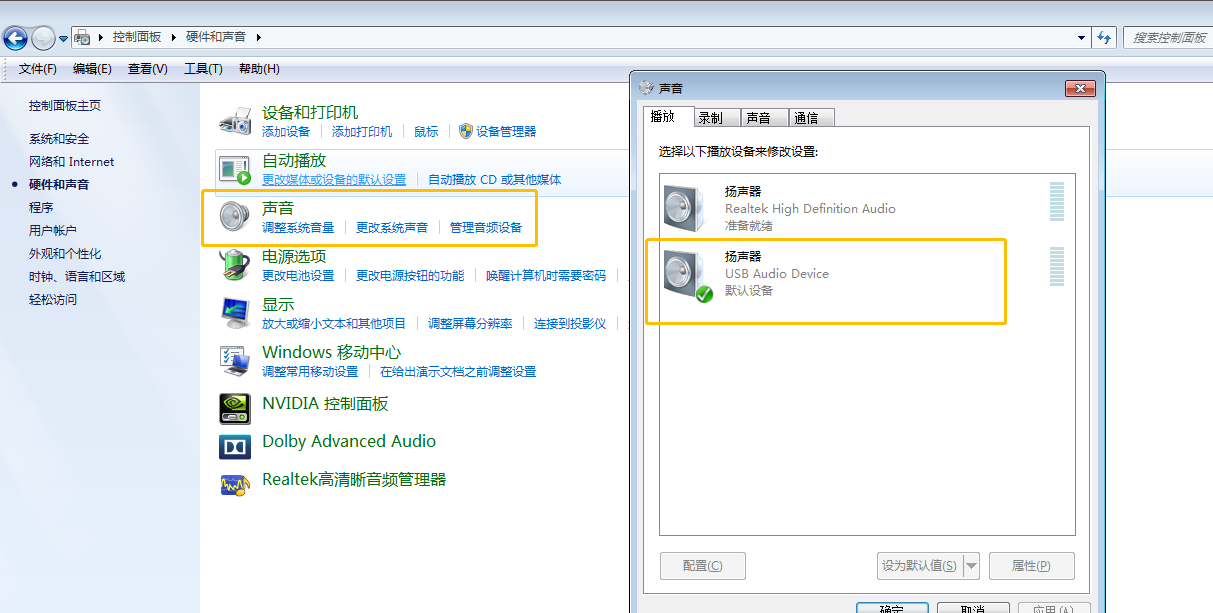 控制面板 硬件和声音
搜索控制面板
文件(F) 编辑(E) 查看(V) 工具(T) 帮助(H)
控制面板主页
系统和安全
网络和 Internet
硬件和声音
程序
用户帐户
外观和个性化
时钟、语言和区域
轻松访问
设备和打印机
添加设备 添加打印机 鼠标 设备管理器
自动播放
更改媒体或设备的默认设置 自动播放 CD 或其他媒体
声音
调整系统音量 更改系统声音 管理音频设备
电源选项
更改电池设置 更改电源按钮的功能 唤醒计算机时需要密码
显示
放大或缩小文本和其他项目 调整屏幕分辨率 连接到投影仪
Windows 移动中心
调整常用移动设置 在给出演示文档之前调整设置
NVIDIA 控制面板
Dolby Advanced Audio
Realtek高清晰音频管理器
声音
播放 录制 声音 通信
选择以下播放设备来修改设置:
扬声器
Realtek High Definition Audio
准备就绪
扬声器
USB Audio Device
默认设备
配置(C) 设为默认值(S) 属性(P)
确定 取消 应用(A)